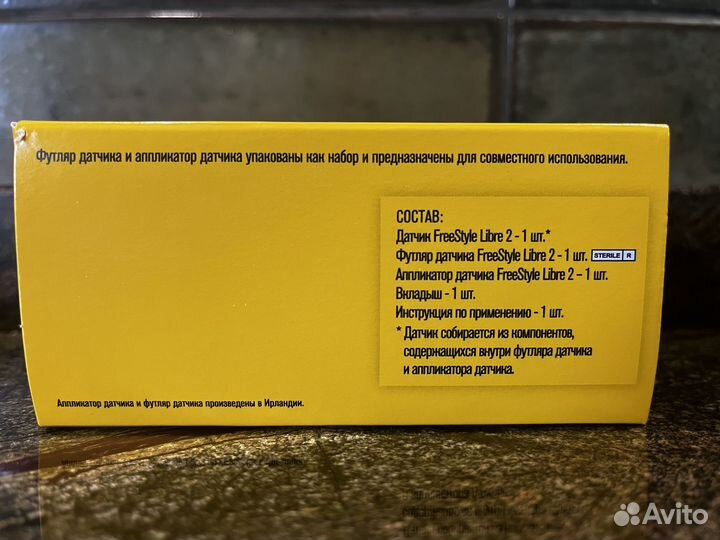 Футляр датчика и аппликатор датчика упакованы как набор и предназначены для совместного использования.
СОСТАВ:
Датчик FreeStyle Libre 2 - 1 шт.*
Футляр датчика FreeStyle Libre 2 - 1 шт. STERILE R
Аппликатор датчика FreeStyle Libre 2 – 1 шт.
Вкладыш - 1 шт.
Инструкция по применению - 1 шт.
* Датчик собирается из компонентов,
содержащихся внутри футляра датчика
и аппликатора датчика.
Аппликатор датчика и футляр датчика произведены в Ирландии.
Avito